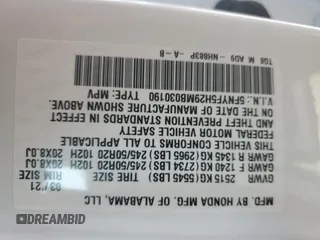 MFD. BY HONDA MFG. OF ALABAMA, LLC
03/21
GVWR 2515 KG (5545 LBS) TIRE SIZE RIM SIZE
GAWR F 1240 KG (2734 LBS) 245/50R20 102H 20X8.0J
GAWR R 1345 KG (2965 LBS) 245/50R20 102H 20X8.0J
THIS VEHICLE CONFORMS TO ALL APPLICABLE
FEDERAL MOTOR VEHICLE SAFETY
AND THEFT PREVENTION STANDARDS IN EFFECT
ON THE DATE OF MANUFACTURE SHOWN ABOVE.
V.I.N.: 5FNYF5H29MB030190 TYPE: MPV
TG8 M AD9 -NH883P -A-B
DREAMBID